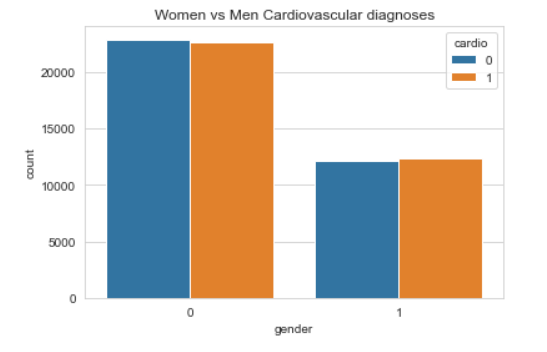 Women vs Men Cardiovascular diagnoses
cardio
0
1
20000
15000
10000
5000
0
count
0 1
gender